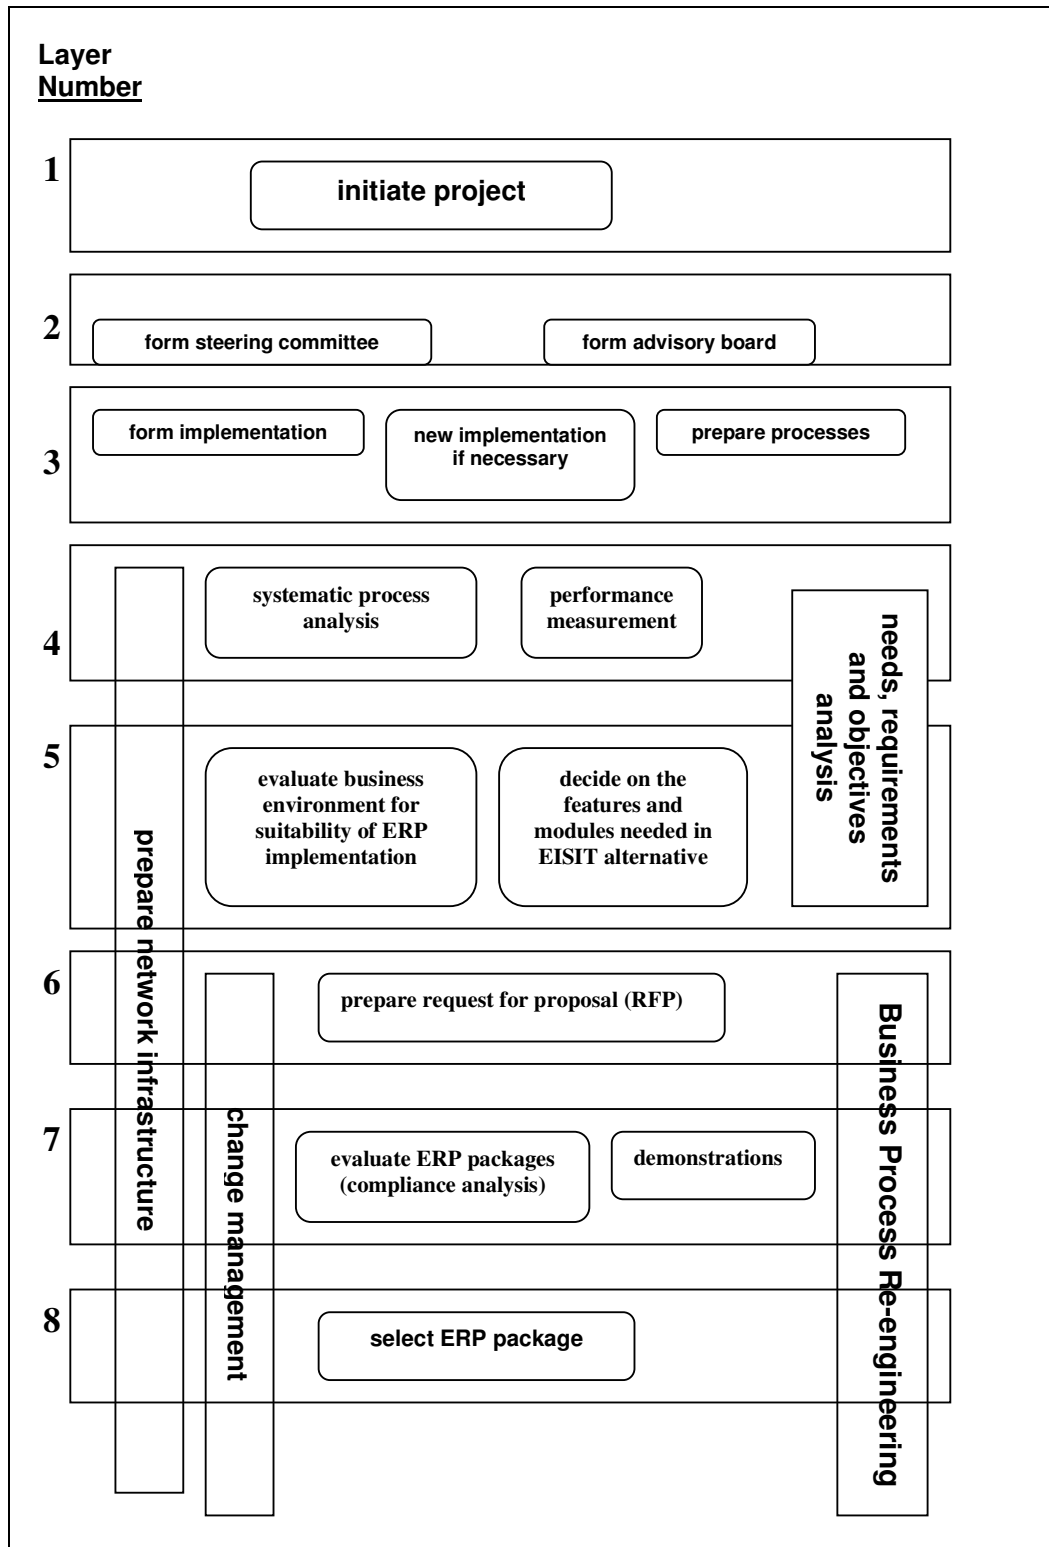 Layer
Number
1
initiate project
2
form steering committee
form advisory board
3
form implementation
new implementation
if necessary
prepare processes
4
systematic process
analysis
performance
measurement
needs, requirements
and objectives
analysis
5
evaluate business
environment for
suitability of ERP
implementation
decide on the
features and
modules needed in
EISIT alternative
prepare network infrastructure
6
prepare request for proposal (RFP)
Business Process Re-engineering
7
change management
evaluate ERP packages
(compliance analysis)
demonstrations
8
select ERP package